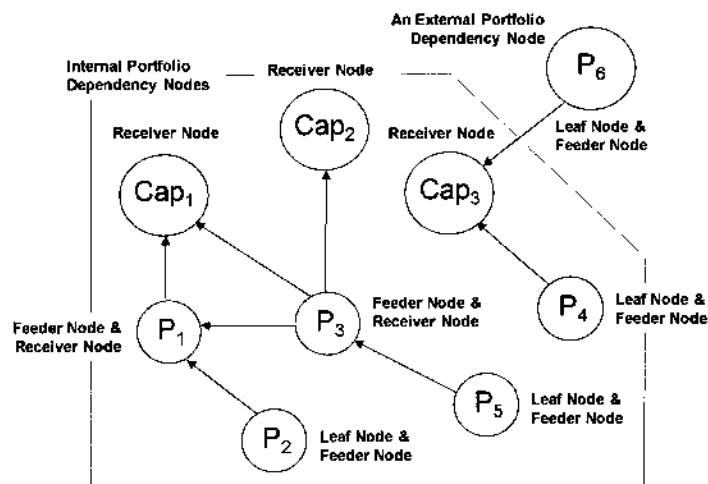 An External Portfolio
Dependency Node
P6
Internal Portfolio
Dependency Nodes
Receiver Node
Cap2
Leaf Node &
Feeder Node
Receiver Node
Cap1
Receiver Node
Cap3
Feeder Node &
Receiver Node
P1
P3
Feeder Node &
Receiver Node
P4
Leaf Node &
Feeder Node
P5
Leaf Node &
Feeder Node
P2
Leaf Node &
Feeder Node